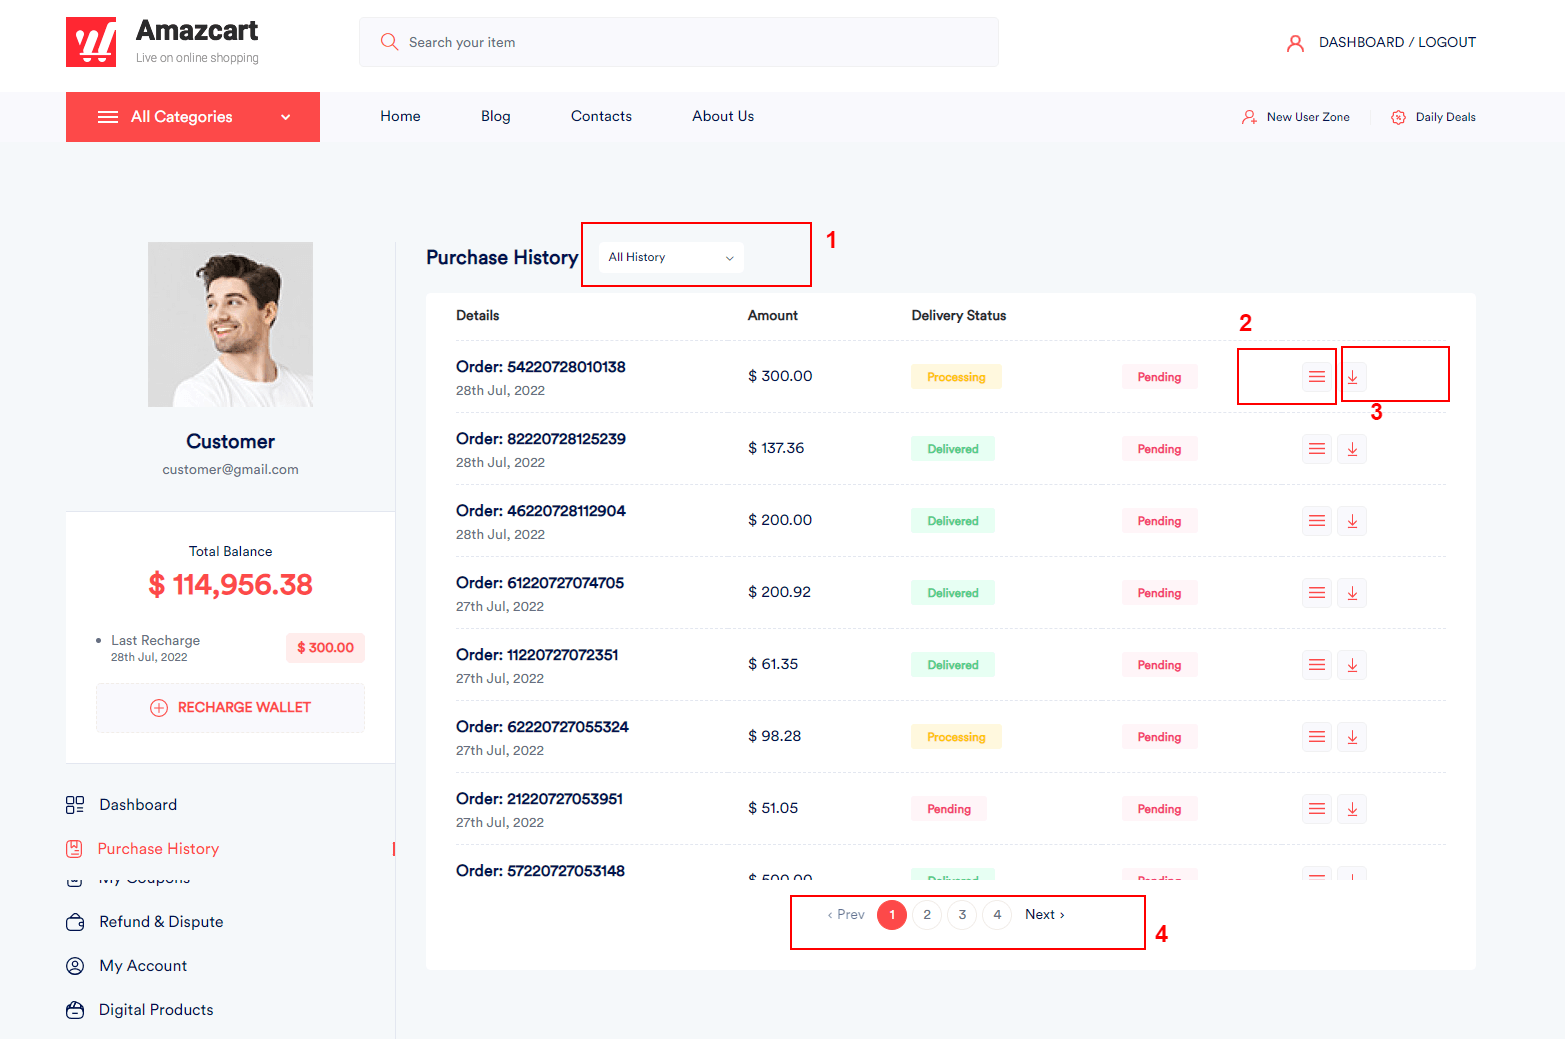 Amazcart
Live on online shopping
Search your item
DASHBOARD / LOGOUT
All Categories
Home
Blog
Contacts
About Us
New User Zone
Daily Deals
Customer
customer@gmail.com
Total Balance
$ 114,956.38
Last Recharge
28th Jul, 2022
$ 300.00
RECHARGE WALLET
Dashboard
Purchase History
My Coupons
Refund & Dispute
My Account
Digital Products
Purchase History
All History
1
Details Amount Delivery Status
2
3
Order: 54220728010138
28th Jul, 2022
$ 300.00
Processing
Pending
Order: 82220728125239
28th Jul, 2022
$ 137.36
Delivered
Pending
Order: 46220728112904
28th Jul, 2022
$ 200.00
Delivered
Pending
Order: 61220727074705
27th Jul, 2022
$ 200.92
Delivered
Pending
Order: 11220727072351
27th Jul, 2022
$ 61.35
Delivered
Pending
Order: 62220727055324
27th Jul, 2022
$ 98.28
Processing
Pending
Order: 21220727053951
27th Jul, 2022
$ 51.05
Pending
Pending
Order: 57220727053148
$ 500.00
Delivered
Pending
‹ Prev 1 2 3 4 Next ›
4